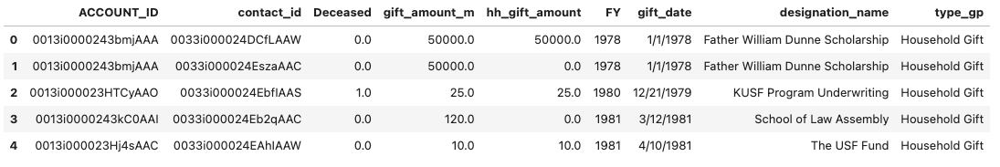 ACCOUNT_ID contact_id Deceased gift_amount_m hh_gift_amount FY gift_date designation_name type_gp
0 0013i0000243bmjAAA 0033i000024DCfLAAW 0.0 50000.0 50000.0 1978 1/1/1978 Father William Dunne Scholarship Household Gift
1 0013i0000243bmjAAA 0033i000024EszaAAC 0.0 50000.0 0.0 1978 1/1/1978 Father William Dunne Scholarship Household Gift
2 0013i000023HTCyAAO 0033i000024EbflAAS 1.0 25.0 25.0 1980 12/21/1979 KUSF Program Underwriting Household Gift
3 0013i0000243kC0AAI 0033i000024Eb2qAAC 0.0 120.0 0.0 1981 3/12/1981 School of Law Assembly Household Gift
4 0013i000023Hj4sAAC 0033i000024EAhlAAW 0.0 10.0 10.0 1981 4/10/1981 The USF Fund Household Gift